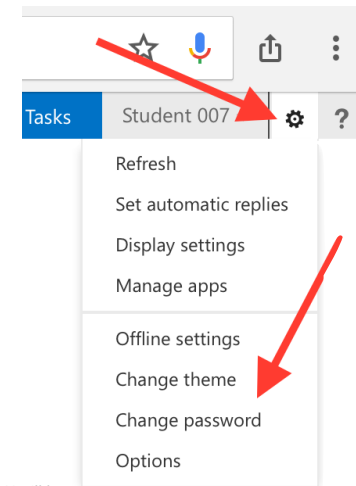 Tasks Student 007 ?
Refresh
Set automatic replies
Display settings
Manage apps
Offline settings
Change theme
Change password
Options